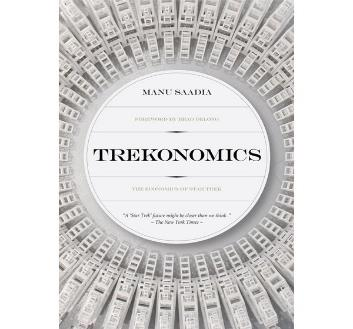 MANU SAADIA
FOREWORD BY BRAD DELONG
TREKONOMICS
THE ECONOMICS OF STAR TREK
"A 'Star Trek' future might be closer than we think."
– The New York Times –